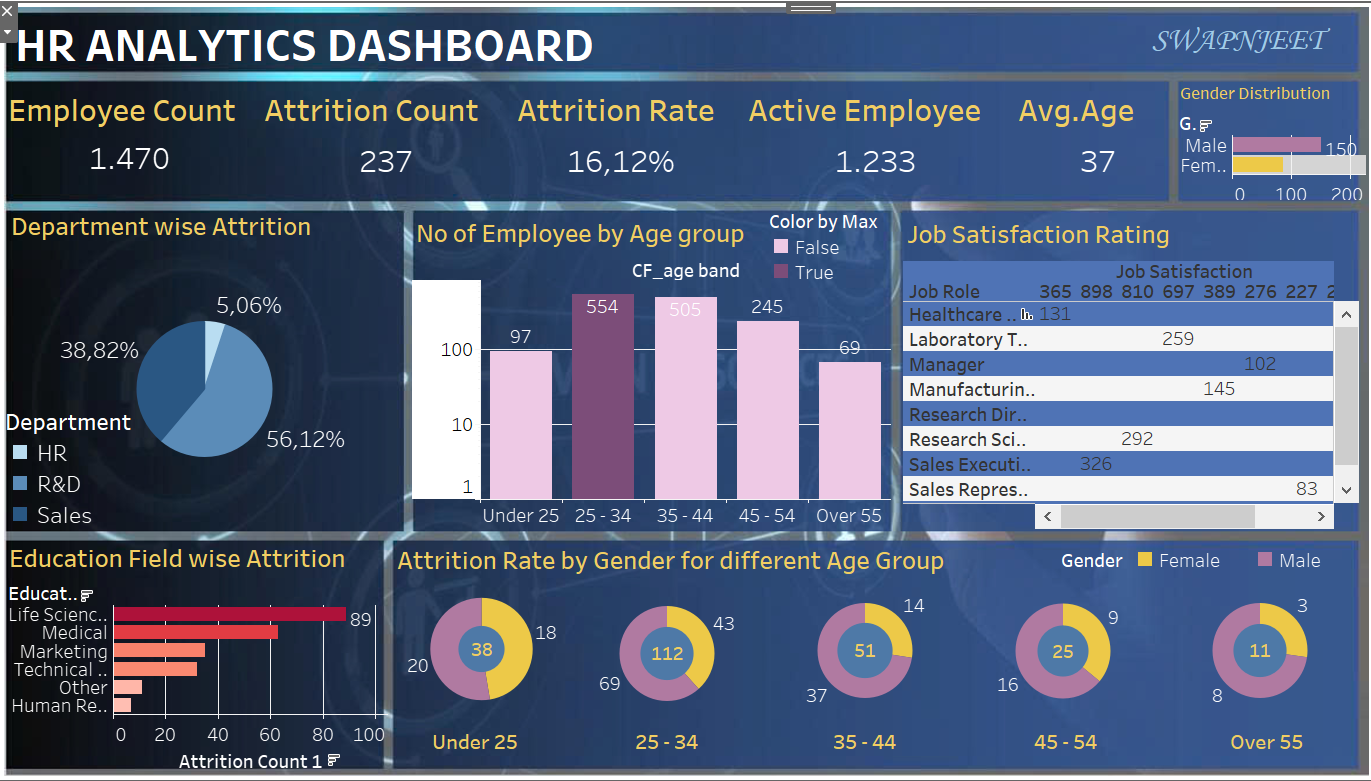 HR ANALYTICS DASHBOARD
SWAPNJEET
Employee Count Attrition Count Attrition Rate Active Employee Avg.Age
1.470 237 16,12% 1.233 37
Gender Distribution
G.
Male 150
Fem..
0 100 200
Department wise Attrition
5,06%
38,82%
56,12%
Department
HR
R&D
Sales
No of Employee by Age group
Color by Max
False
True
CF_age band
97 554 505 245 69
100
10
1
Under 25 25 - 34 35 - 44 45 - 54 Over 55
Job Satisfaction Rating
Job Satisfaction
Job Role 365 898 810 697 389 276 227 2
Healthcare .. 131
Laboratory T.. 259
Manager 102
Manufacturin.. 145
Research Dir..
Research Sci.. 292
Sales Executi.. 326
Sales Repres.. 83
Education Field wise Attrition
Educat..
Life Scienc.. 89
Medical
Marketing
Technical ..
Other
Human Re..
0 20 40 60 80 100
Attrition Count 1
Attrition Rate by Gender for different Age Group
Gender Female Male
38 18 20
112 43 69
51 14 37
25 9 16
11 3 8
Under 25 25 - 34 35 - 44 45 - 54 Over 55